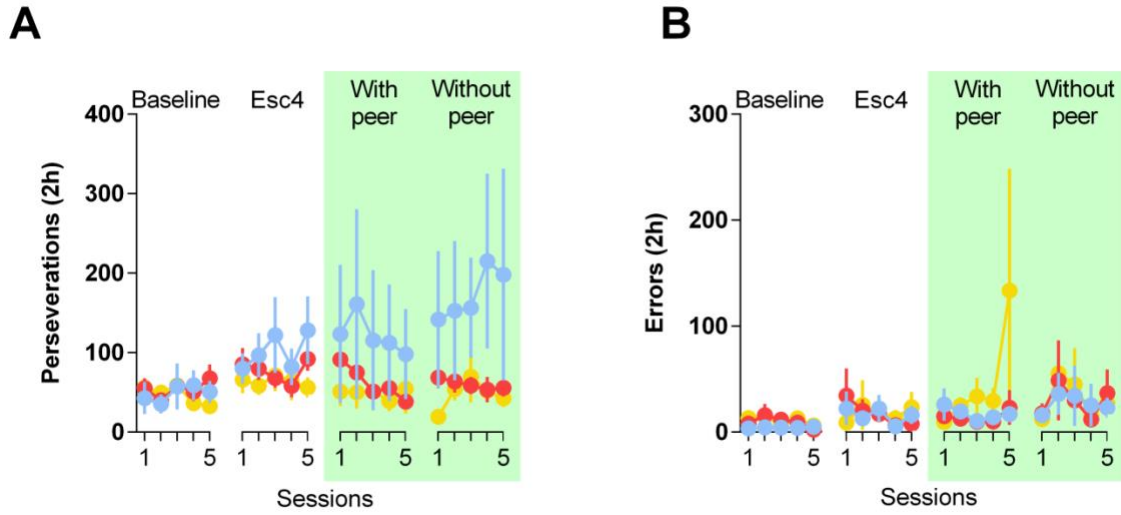 A
Baseline
Esc4
With
peer
Without
peer
400
300
200
100
0
Perseverations (2h)
1
5
1
5
1
5
1
5
Sessions
B
Baseline
Esc4
With
peer
Without
peer
300
200
100
0
Errors (2h)
1
5
1
5
1
5
1
5
Sessions